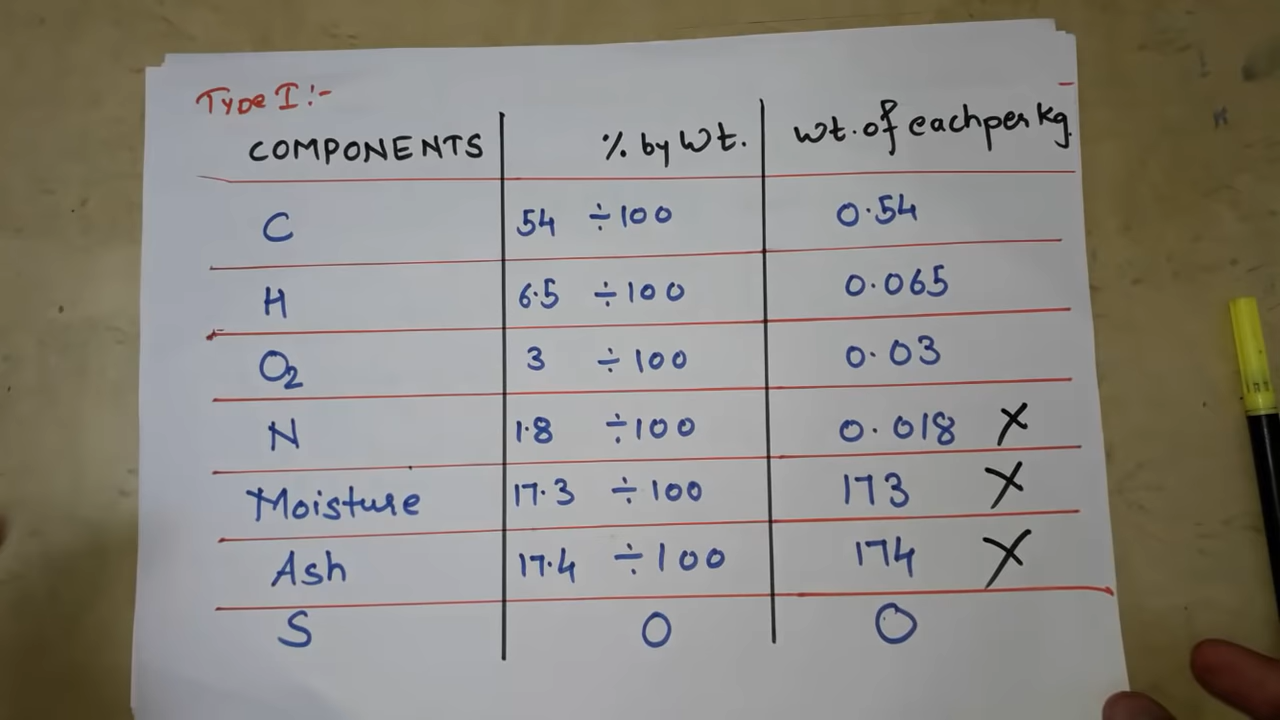 Type I :-
COMPONENTS % by Wt. Wt. of each per kg.
C 54 ÷100 0.54
H 6.5 ÷100 0.065
O2 3 ÷100 0.03
N 1.8 ÷100 0.018 X
Moisture 17.3 ÷100 173 X
Ash 17.4 ÷100 174 X
S 0 0